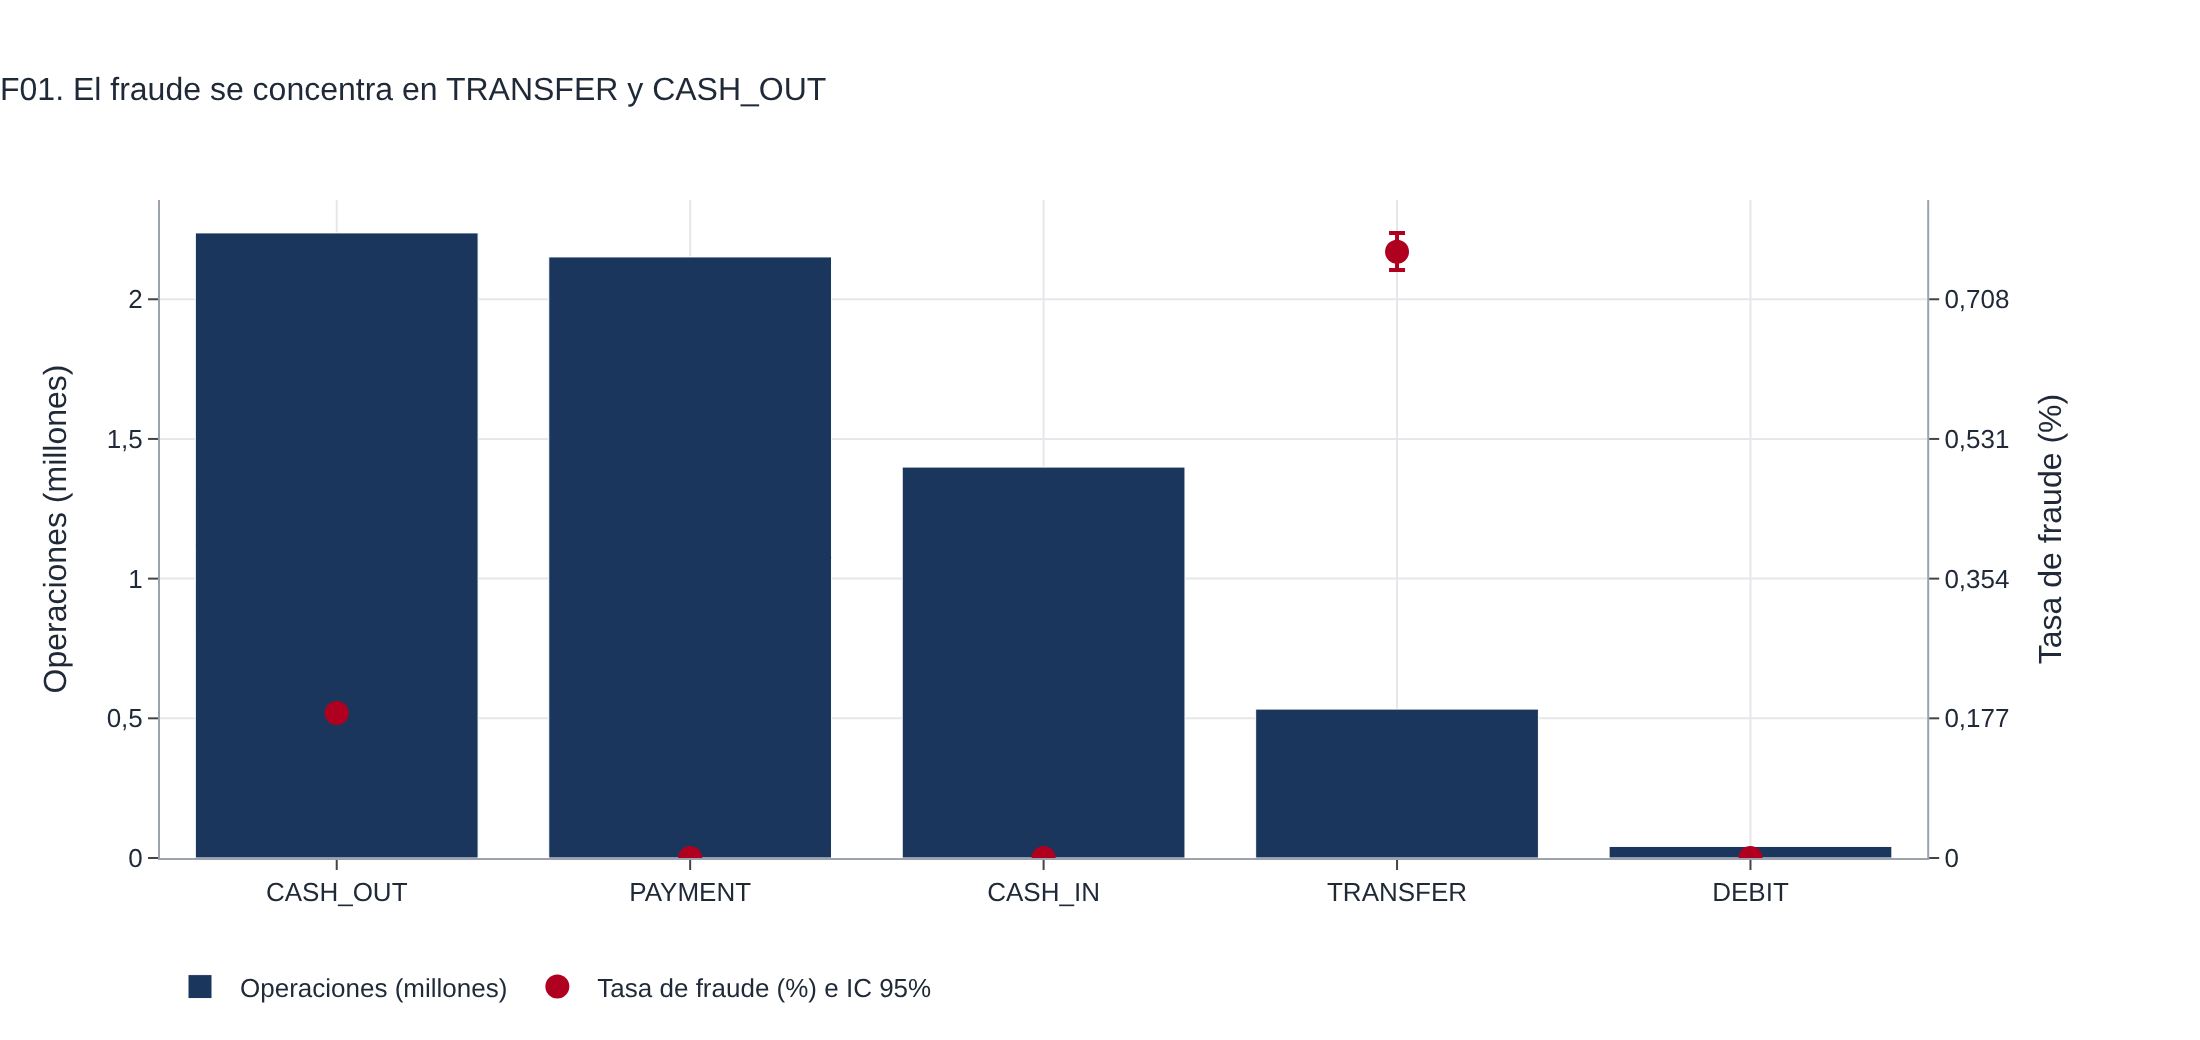 F01. El fraude se concentra en TRANSFER y CASH_OUT
Operaciones (millones)
2
1,5
1
0,5
0
0,708
0,531
0,354
0,177
0
Tasa de fraude (%)
CASH_OUT
PAYMENT
CASH_IN
TRANSFER
DEBIT
Operaciones (millones)
Tasa de fraude (%) e IC 95%